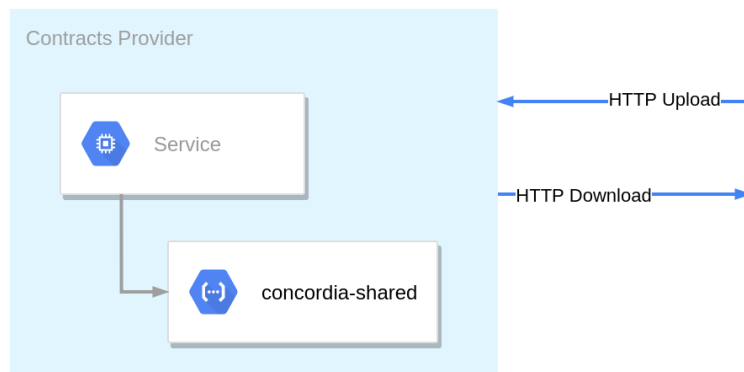 Contracts Provider
HTTP Upload
Service
HTTP Download
concordia-shared